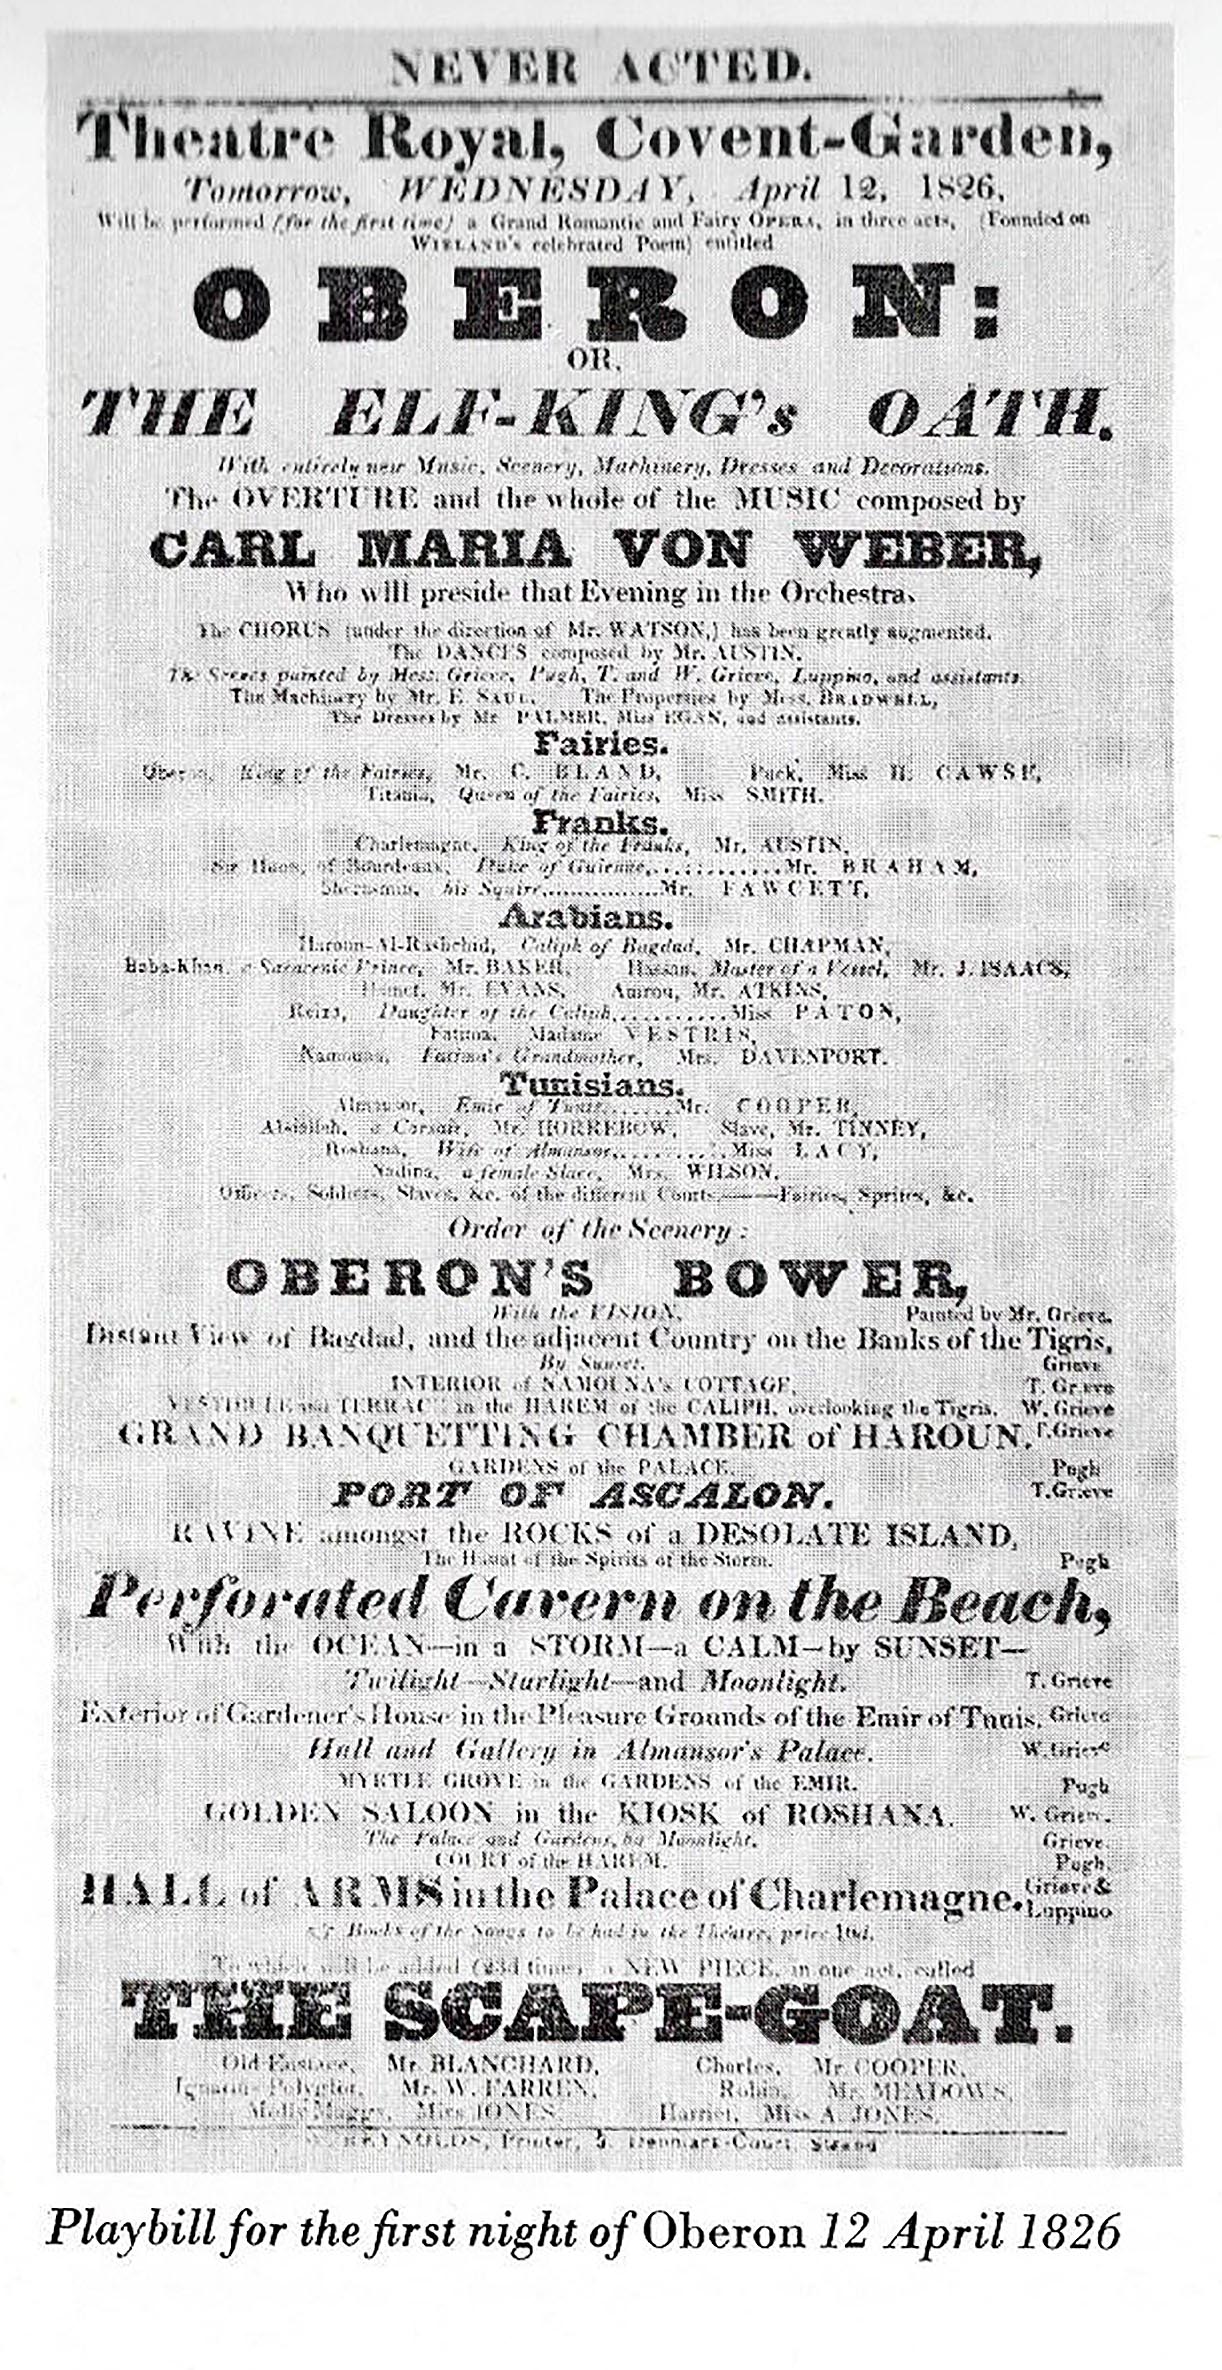 NEVER ACTED.
Theatre Royal, Covent-Garden,
Tomorrow, WEDNESDAY, April 12, 1826,
Will be performed (for the first time) a Grand Romantic and Fairy OPERA, in three acts, (Founded on
WIELAND's celebrated Poem) entitled
OBERON:
OR,
THE ELF-KING's OATH.
With entirely new Music, Scenery, Machinery, Dresses and Decorations.
The OVERTURE and the whole of the MUSIC composed by
CARL MARIA VON WEBER,
Who will preside that Evening in the Orchestra.
The CHORUS (under the direction of Mr. WATSON,) has been greatly augmented.
The DANCES composed by Mr. AUSTIN.
The Scenes painted by Mess. Grieve, Pugh, T. and W. Grieve, Luppino, and assistants.
The Machinery by Mr. E. SAUL. The Properties by Mess. BRADWELL,
The Dresses by Mr. PALMER, Miss EGAN, and assistants.
Fairies.
Oberon, King of the Fairies, Mr. C. BLAND, Puck, Miss H. CAWSE,
Titania, Queen of the Fairies, Miss SMITH.
Franks.
Charlemagne, King of the Franks, Mr. AUSTIN,
Sir Huon, of Bourdeaux, Duke of Guienne,............Mr. BRAHAM,
Sherasmin, his Squire................Mr. FAWCETT,
Arabians.
Haroun-Al-Rashchid, Caliph of Bagdad, Mr. CHAPMAN,
Baba-Khan, a Saracenic Prince, Mr. BAKER, Hassan, Master of a Vessel, Mr. J. ISAACS,
Hamet, Mr. EVANS, Amrou, Mr. ATKINS,
Reiza, Daughter of the Caliph,...........Miss PATON,
Fatima, Madame VESTRIS,
Namouna, Fatima's Grandmother, Mrs. DAVENPORT.
Tunisians.
Almansor, Emir of Tunis.......Mr. COOPER,
Abdallah, a Corsair, Mr. HORREBOW, Slave, Mr. TINNEY,
Roshana, Wife of Almansor,...........Miss LACY,
Nadina, a female Slave, Mrs. WILSON,
Officers, Soldiers, Slaves, &c. of the different Courts——Fairies, Sprites, &c.
Order of the Scenery:
OBERON'S BOWER,
With the VISION. Painted by Mr. Grieve.
Distant View of Bagdad, and the adjacent Country on the Banks of the Tigris,
By Sunset. Grieve
INTERIOR of NAMOUNA's COTTAGE, T. Grieve
VESTIBULE and TERRACE in the HAREM of the CALIPH, overlooking the Tigris. W. Grieve
GRAND BANQUETTING CHAMBER of HAROUN. T.Grieve
GARDENS of the PALACE. Pugh
PORT OF ASCALON. T.Grieve
RAVINE amongst the ROCKS of a DESOLATE ISLAND,
The Haunt of the Spirits of the Storm. Pugh
Perforated Cavern on the Beach,
With the OCEAN—in a STORM—a CALM—by SUNSET—
Twilight—Starlight—and Moonlight. T. Grieve
Exterior of Gardener's House in the Pleasure Grounds of the Emir of Tunis. Grieve
Hall and Gallery in Almansor's Palace. W.Grieve
MYRTLE GROVE in the GARDENS of the EMIR. Pugh
GOLDEN SALOON in the KIOSK of ROSHANA. W. Grieve.
The Palace and Gardens, by Moonlight. Grieve.
COURT of the HAREM. Pugh.
HALL of ARMS in the Palace of Charlemagne. Grieve & Luppino
Books of the Songs to be had in the Theatre, price 10d.
To which will be added (23d time) a NEW PIECE, in one act, called
THE SCAPE-GOAT.
Old Eustace, Mr. BLANCHARD, Charles, Mr. COOPER,
Ignatius Polyglot, Mr. W. FARREN, Robin, Mr. MEADOWS,
Molly Maggs, Miss JONES, Harriet, Miss A. JONES.
REYNOLDS, Printer, Denmark-Court, Strand
Playbill for the first night of Oberon 12 April 1826